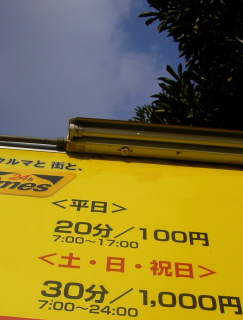 クルマと 街と、
24h
mes
＜平日＞
20分／100円
7:00～17:00
＜土・日・祝日＞
30分／1,000円
7:00～24:00